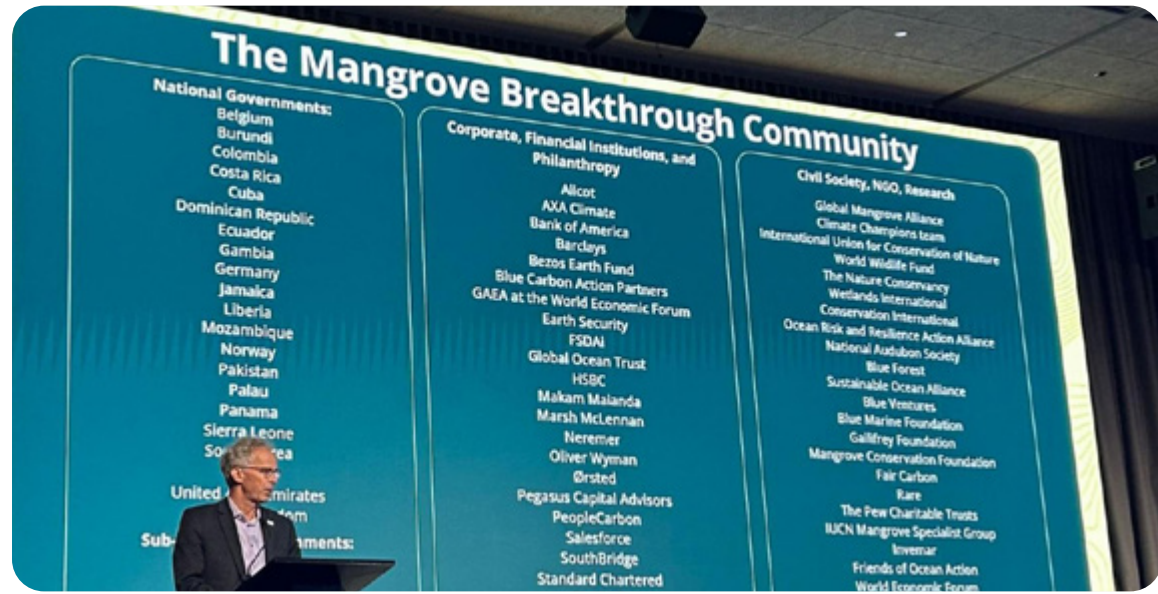 The Mangrove Breakthrough Community
National Governments:
Belgium
Burundi
Colombia
Costa Rica
Cuba
Dominican Republic
Ecuador
Gambia
Germany
Jamaica
Liberia
Mozambique
Norway
Pakistan
Palau
Panama
Sierra Leone
United
Corporate, Financial Institutions, and
Philanthropy
Allcot
AXA Climate
Bank of America
Barclays
Bezos Earth Fund
Blue Carbon Action Partners
GAEA at the World Economic Forum
Earth Security
FSDAi
Global Ocean Trust
HSBC
Makam Malanda
Marsh McLennan
Neremer
Oliver Wyman
Ørsted
Pegasus Capital Advisors
PeopleCarbon
Salesforce
SouthBridge
Standard Chartered
Civil Society, NGO, Research
Global Mangrove Alliance
Climate Champions team
International Union for Conservation of Nature
World Wildlife Fund
The Nature Conservancy
Wetlands International
Conservation International
Ocean Risk and Resilience Action Alliance
National Audubon Society
Blue Forest
Sustainable Ocean Alliance
Blue Ventures
Blue Marine Foundation
Gallifrey Foundation
Mangrove Conservation Foundation
Fair Carbon
Rare
The Pew Charitable Trusts
IUCN Mangrove Specialist Group
Invemar
Friends of Ocean Action
World Economic Forum